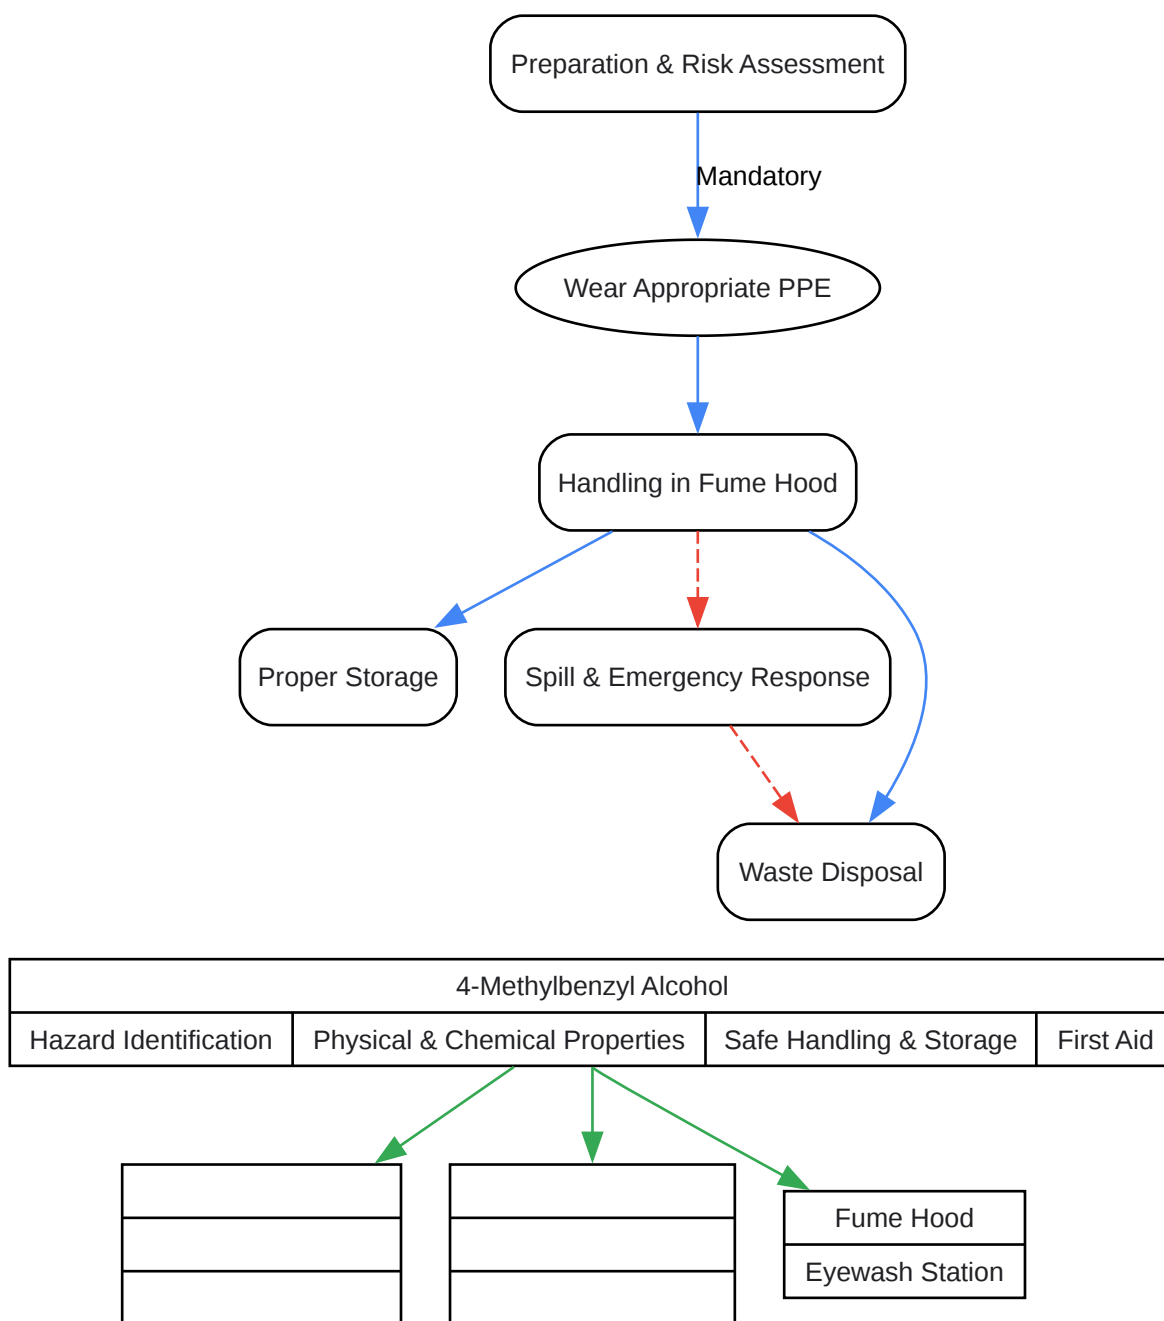 Preparation & Risk Assessment
Mandatory
Wear Appropriate PPE
Handling in Fume Hood
Proper Storage
Spill & Emergency Response
Waste Disposal
4-Methylbenzyl Alcohol
Hazard Identification
Physical & Chemical Properties
Safe Handling & Storage
First Aid
Fume Hood
Eyewash Station